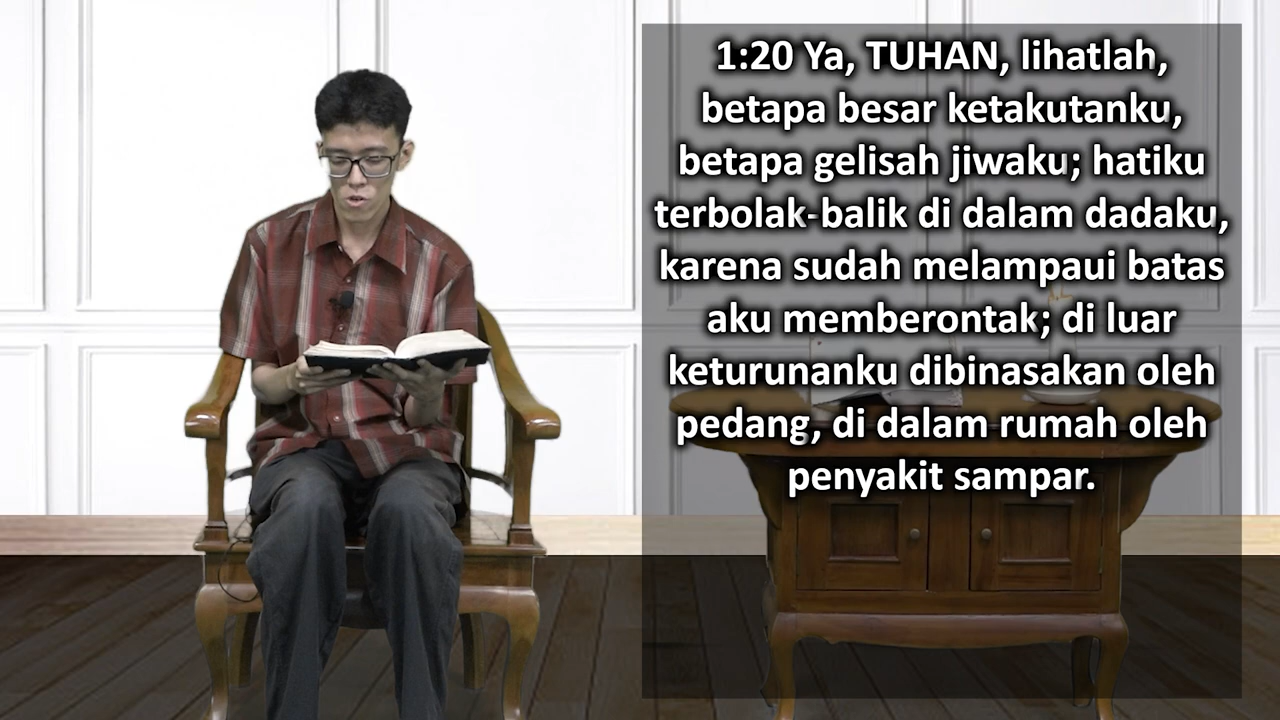 1:20 Ya, TUHAN, lihatlah,
betapa besar ketakutanku,
betapa gelisah jiwaku; hatiku
terbolak-balik di dalam dadaku,
karena sudah melampaui batas
aku memberontak; di luar
keturunanku dibinasakan oleh
pedang, di dalam rumah oleh
penyakit sampar.